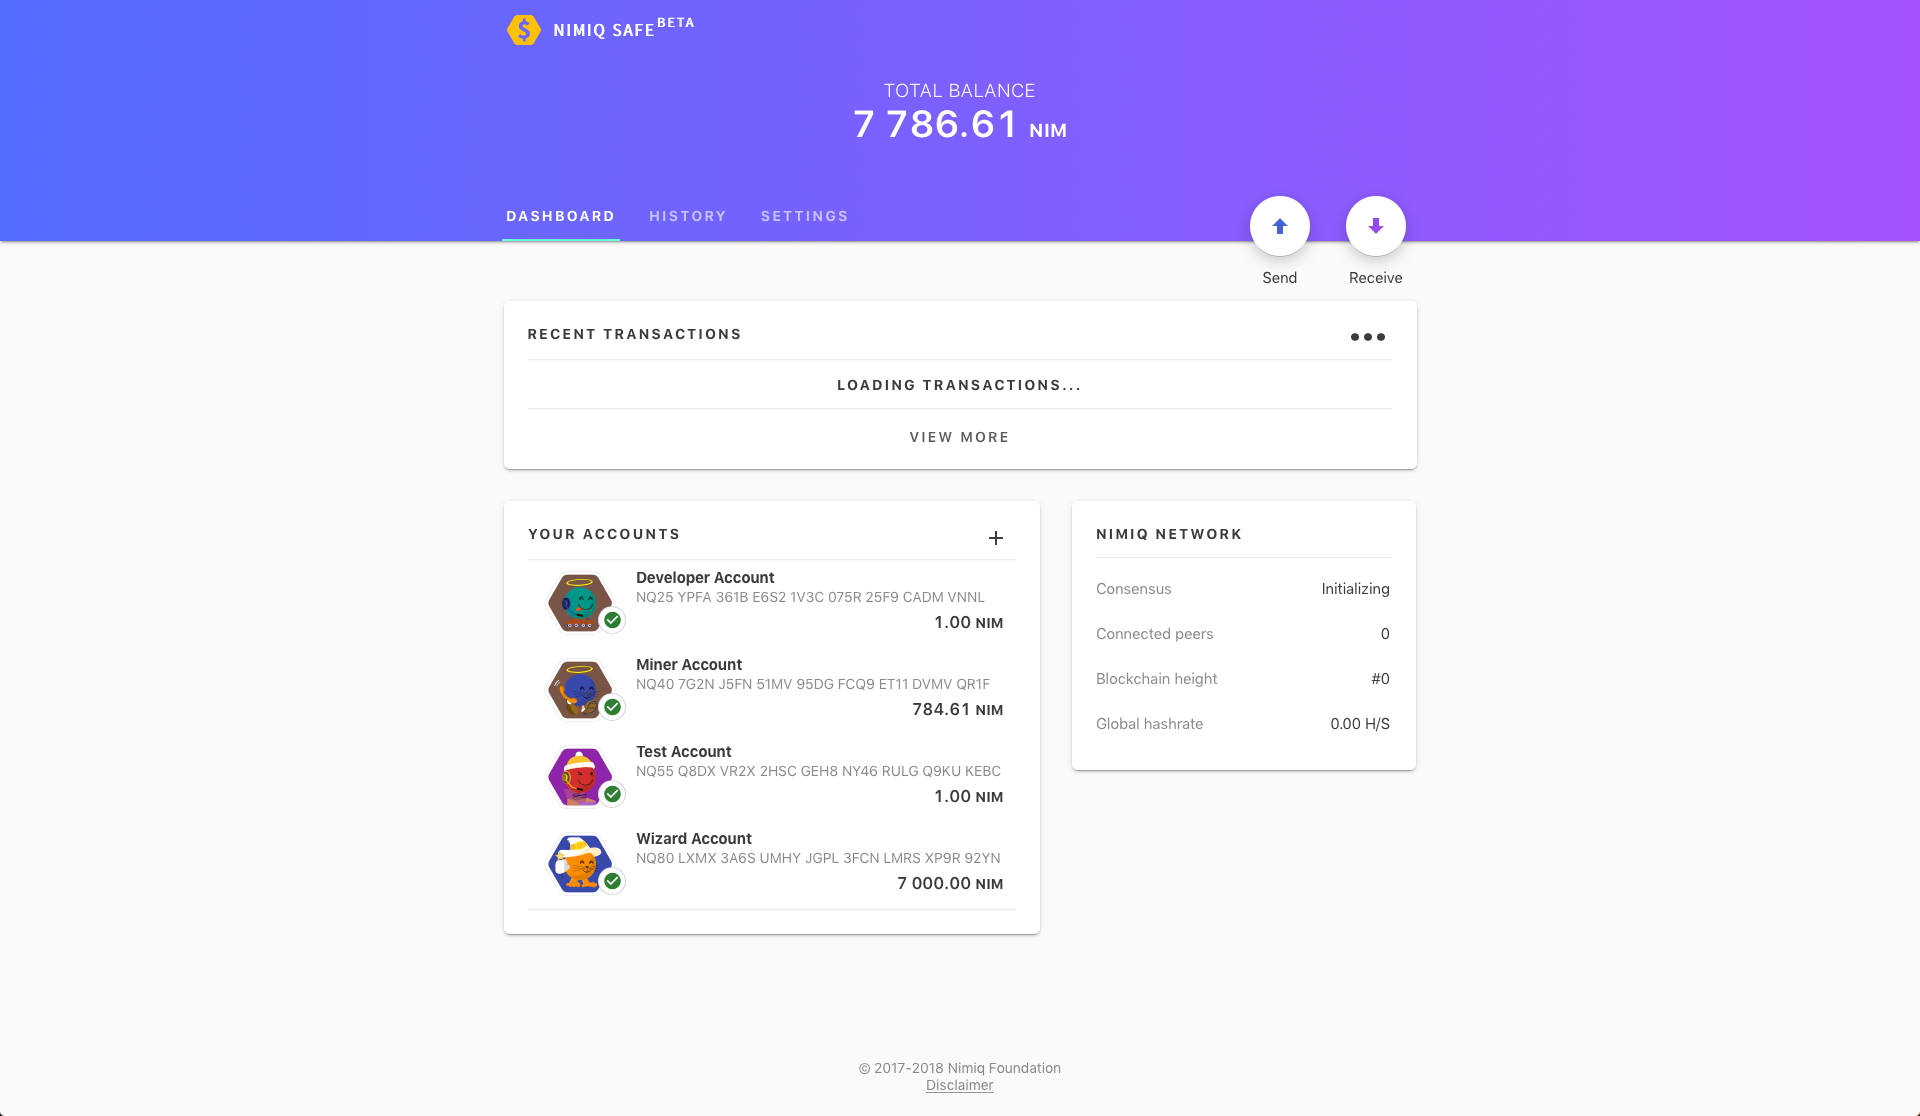 NIMIQ SAFE BETA
TOTAL BALANCE
7 786.61 NIM
DASHBOARD HISTORY SETTINGS
Send Receive
RECENT TRANSACTIONS
LOADING TRANSACTIONS...
VIEW MORE
YOUR ACCOUNTS
Developer Account
NQ25 YPFA 361B E6S2 1V3C 075R 25F9 CADM VNNL
1.00 NIM
Miner Account
NQ40 7G2N J5FN 51MV 95DG FCQ9 ET11 DVMV QR1F
784.61 NIM
Test Account
NQ55 Q8DX VR2X 2HSC GEH8 NY46 RULG Q9KU KEBC
1.00 NIM
Wizard Account
NQ80 LXMX 3A6S UMHY JGPL 3FCN LMRS XP9R 92YN
7 000.00 NIM
NIMIQ NETWORK
Consensus Initializing
Connected peers 0
Blockchain height #0
Global hashrate 0.00 H/S
© 2017-2018 Nimiq Foundation
Disclaimer